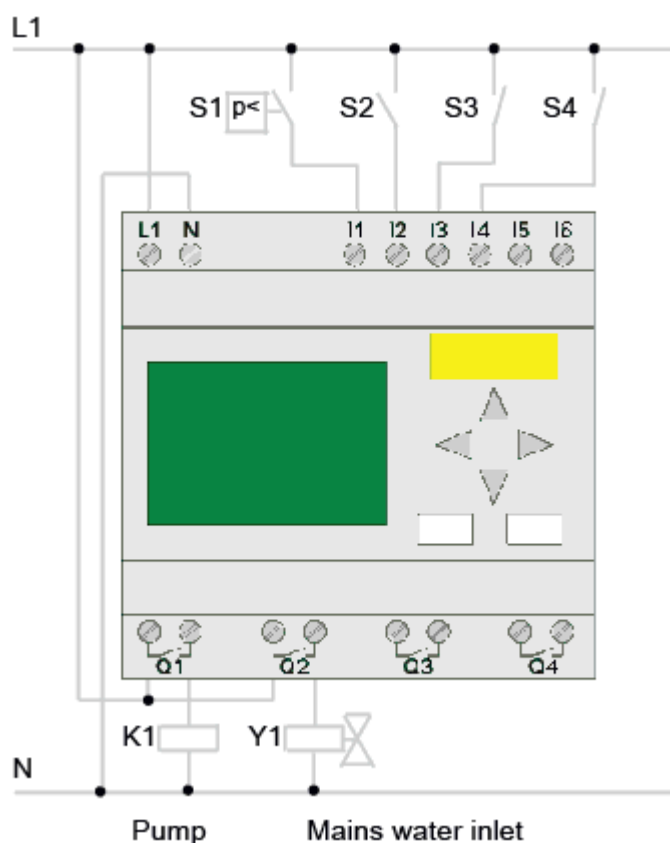 L1
S1 p< S2 S3 S4
L1 N I1 I2 I3 I4 I5 I6
Q1 Q2 Q3 Q4
K1 Y1
N
Pump Mains water inlet